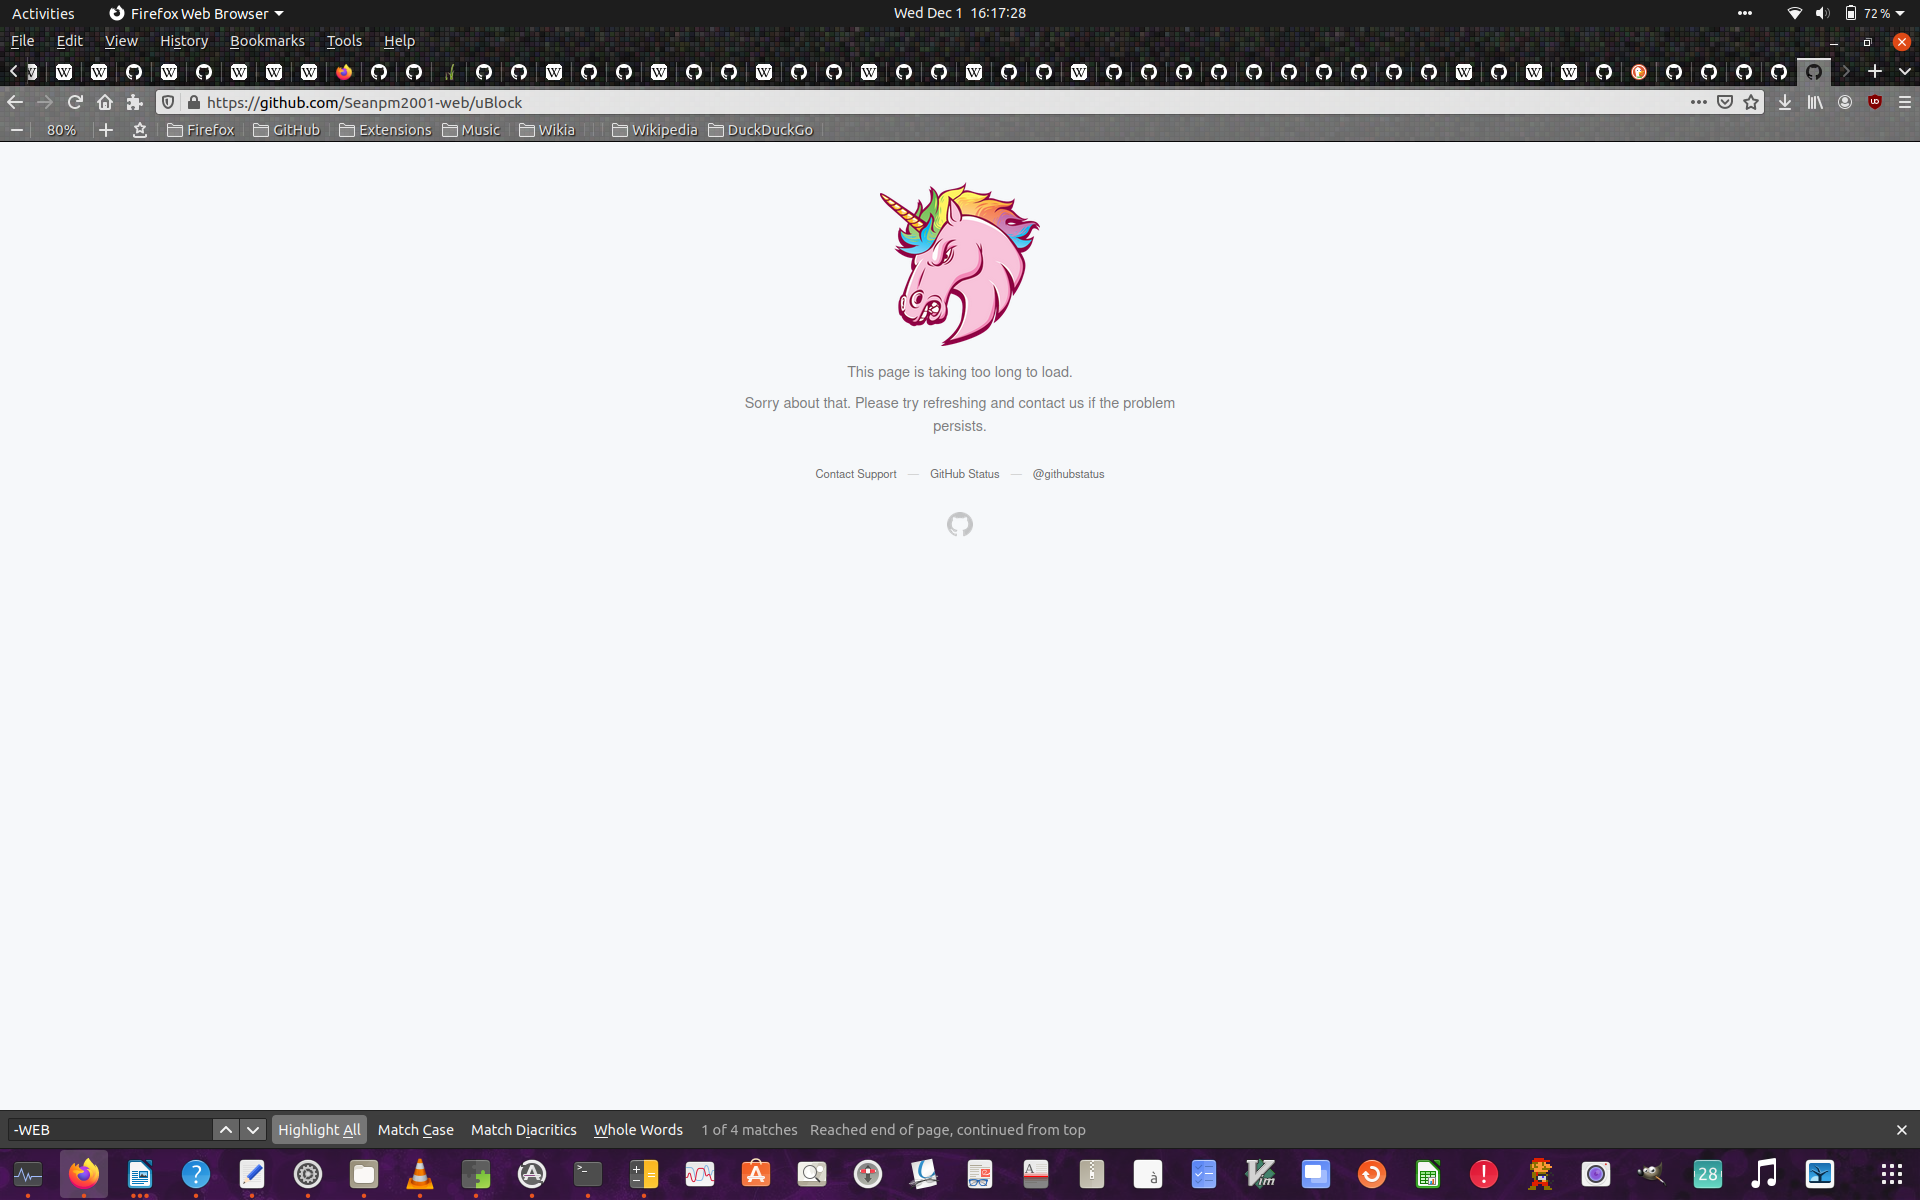 Activities Firefox Web Browser Wed Dec 1 16:17:28 72 %
File Edit View History Bookmarks Tools Help
https://github.com/Seanpm2001-web/uBlock
80% Firefox GitHub Extensions Music Wikia Wikipedia DuckDuckGo
This page is taking too long to load.
Sorry about that. Please try refreshing and contact us if the problem
persists.
Contact Support — GitHub Status — @githubstatus
-WEB Highlight All Match Case Match Diacritics Whole Words 1 of 4 matches Reached end of page, continued from top
28